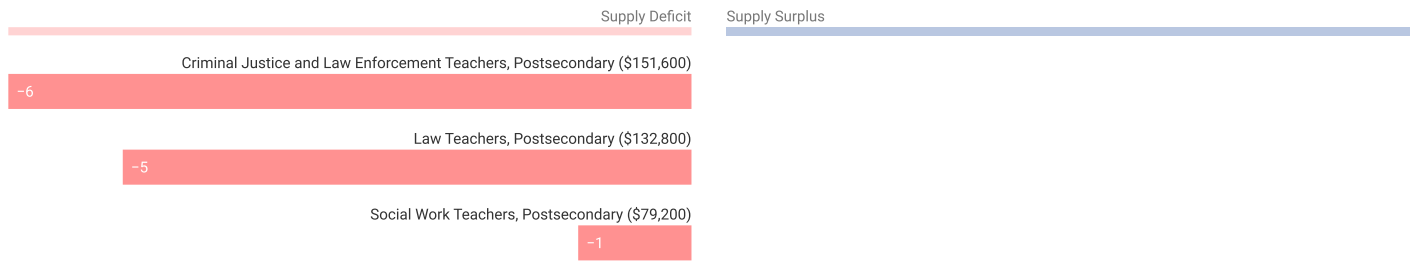 Supply Deficit
Supply Surplus
Criminal Justice and Law Enforcement Teachers, Postsecondary ($151,600)
−6
Law Teachers, Postsecondary ($132,800)
−5
Social Work Teachers, Postsecondary ($79,200)
−1